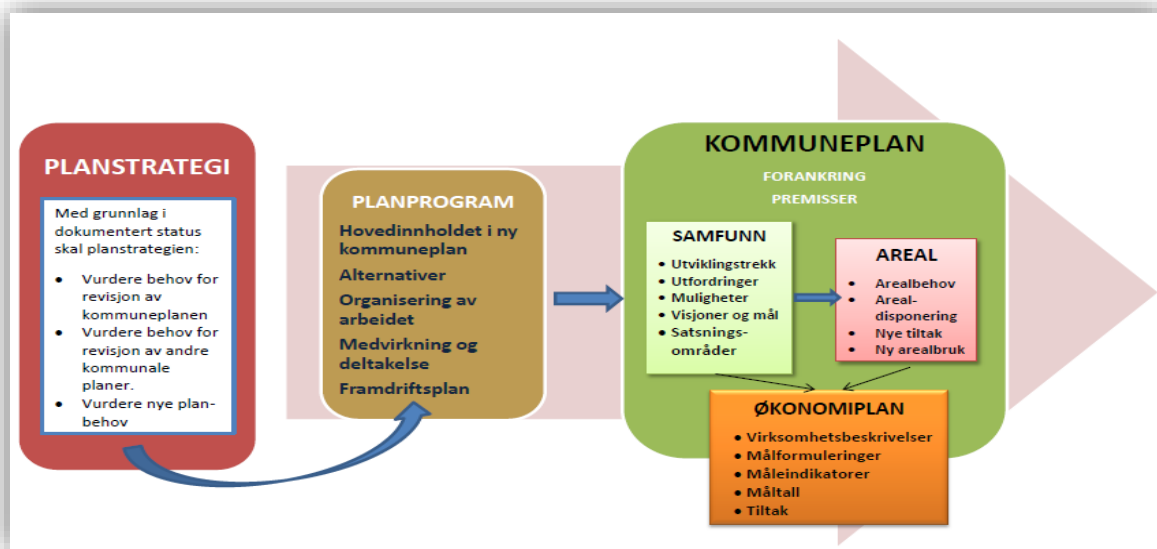 PLANSTRATEGI
Med grunnlag i
dokumentert status
skal planstrategien:
• Vurdere behov for
revisjon av
kommuneplanen
• Vurdere behov for
revisjon av andre
kommunale
planer.
• Vurdere nye plan-
behov
PLANPROGRAM
Hovedinnholdet i ny
kommuneplan
Alternativer
Organisering av
arbeidet
Medvirkning og
deltakelse
Framdriftsplan
KOMMUNEPLAN
FORANKRING
PREMISSER
SAMFUNN
• Utviklingstrekk
• Utfordringer
• Muligheter
• Visjoner og mål
• Satsnings-
områder
AREAL
• Arealbehov
• Areal-
disponering
• Nye tiltak
• Ny arealbruk
ØKONOMIPLAN
• Virksomhetsbeskrivelser
• Målformuleringer
• Måleindikatorer
• Måltall
• Tiltak